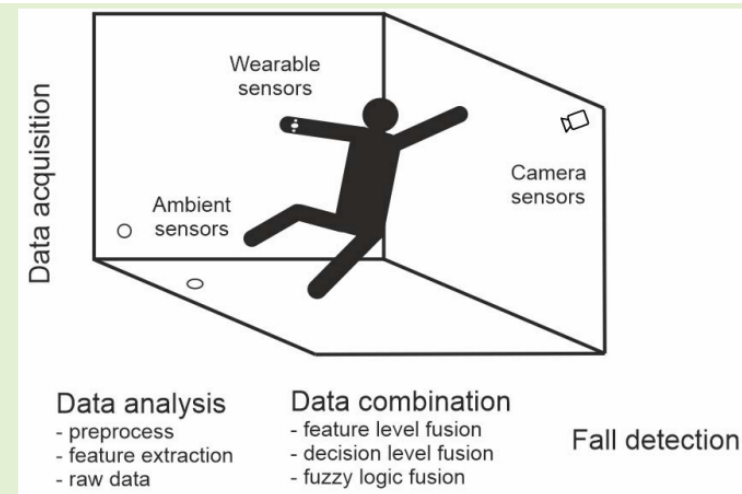 Data acquisition
Wearable
sensors
Camera
sensors
Ambient
sensors
Data analysis
- preprocess
- feature extraction
- raw data
Data combination
- feature level fusion
- decision level fusion
- fuzzy logic fusion
Fall detection